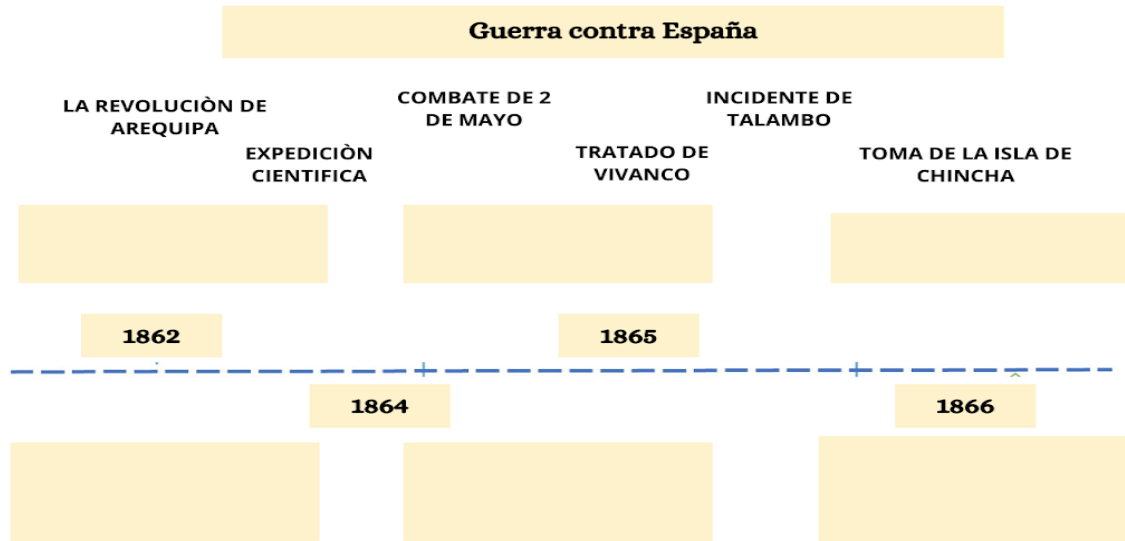 Guerra contra España
LA REVOLUCIÒN DE
AREQUIPA
COMBATE DE 2
DE MAYO
INCIDENTE DE
TALAMBO
EXPEDICIÒN
CIENTIFICA
TRATADO DE
VIVANCO
TOMA DE LA ISLA DE
CHINCHA
1862
1865
1864
1866